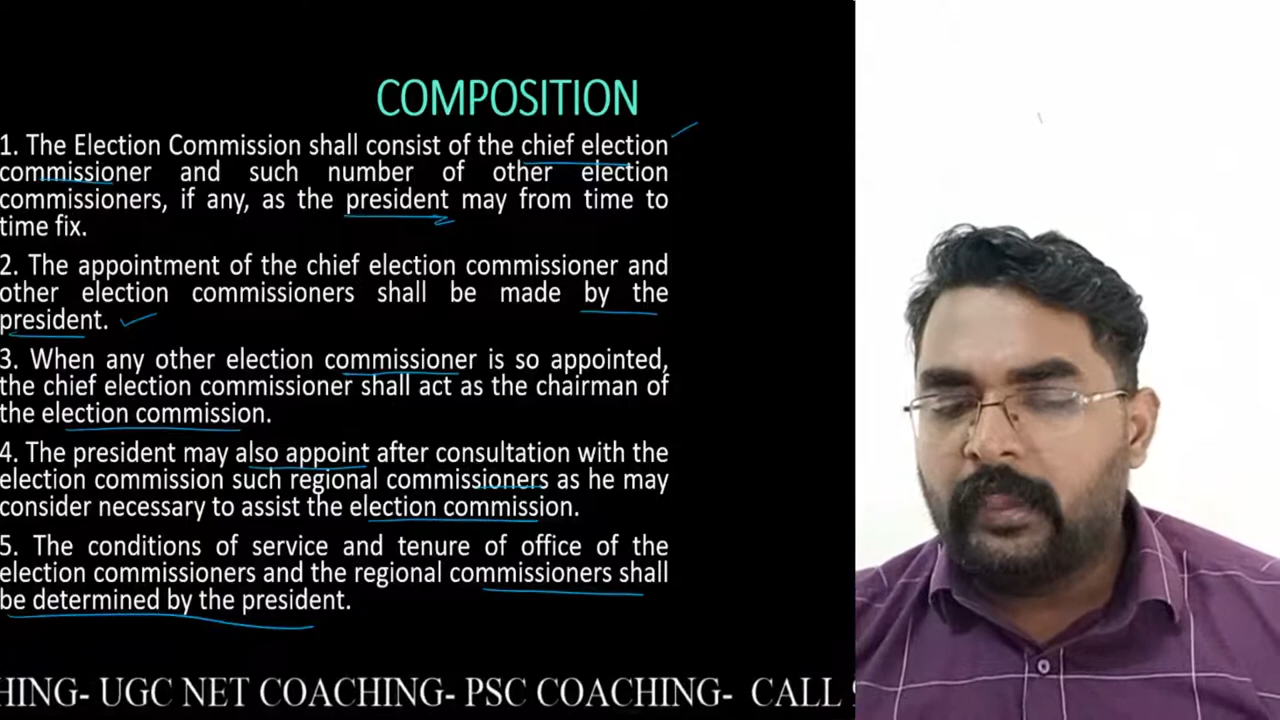 COMPOSITION
1. The Election Commission shall consist of the chief election
commissioner and such number of other election
commissioners, if any, as the president may from time to
time fix.
2. The appointment of the chief election commissioner and
other election commissioners shall be made by the
president.
3. When any other election commissioner is so appointed,
the chief election commissioner shall act as the chairman of
the election commission.
4. The president may also appoint after consultation with the
election commission such regional commissioners as he may
consider necessary to assist the election commission.
5. The conditions of service and tenure of office of the
election commissioners and the regional commissioners shall
be determined by the president.
HING- UGC NET COACHING- PSC COACHING- CALL